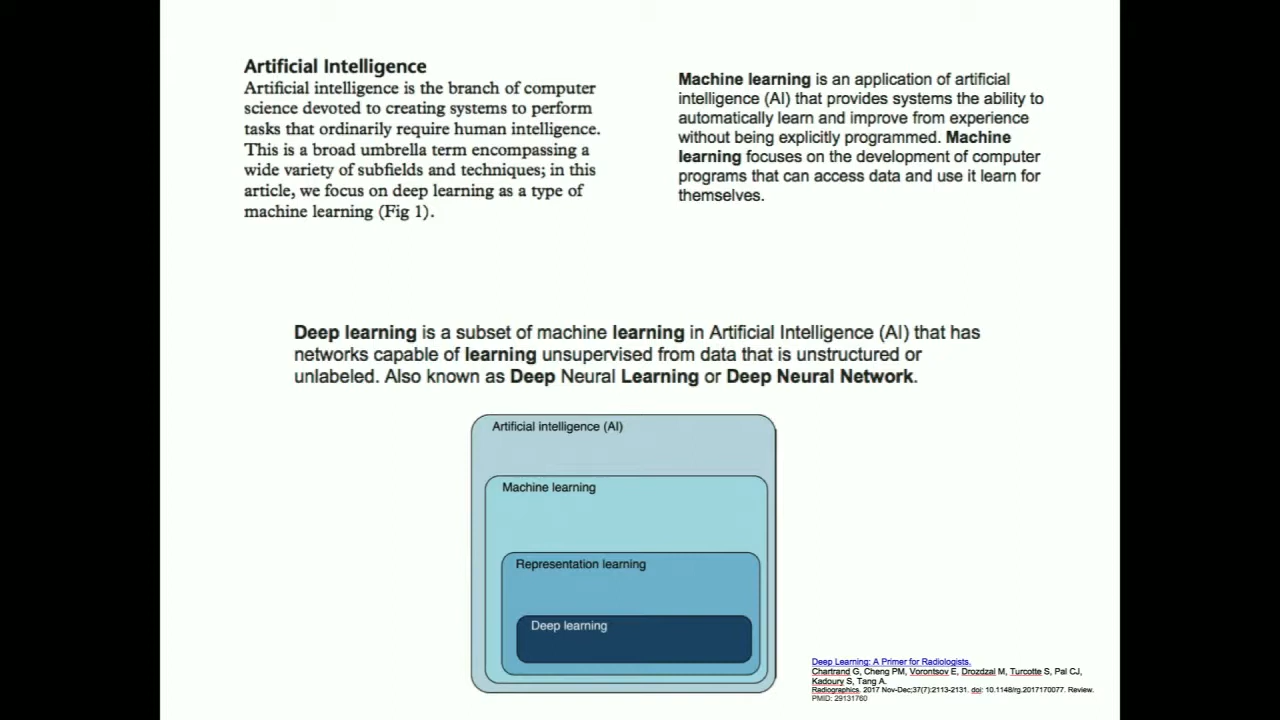 Artificial Intelligence
Artificial intelligence is the branch of computer
science devoted to creating systems to perform
tasks that ordinarily require human intelligence.
This is a broad umbrella term encompassing a
wide variety of subfields and techniques; in this
article, we focus on deep learning as a type of
machine learning (Fig 1).
Machine learning is an application of artificial
intelligence (AI) that provides systems the ability to
automatically learn and improve from experience
without being explicitly programmed. Machine
learning focuses on the development of computer
programs that can access data and use it learn for
themselves.
Deep learning is a subset of machine learning in Artificial Intelligence (AI) that has
networks capable of learning unsupervised from data that is unstructured or
unlabeled. Also known as Deep Neural Learning or Deep Neural Network.
Artificial intelligence (AI)
Machine learning
Representation learning
Deep learning
Deep Learning: A Primer for Radiologists.
Chartrand G, Cheng PM, Vorontsov E, Drozdzal M, Turcotte S, Pal CJ,
Kadoury S, Tang A.
Radiographics. 2017 Nov-Dec;37(7):2113-2131. doi: 10.1148/rg.2017170077. Review.
PMID: 29131760